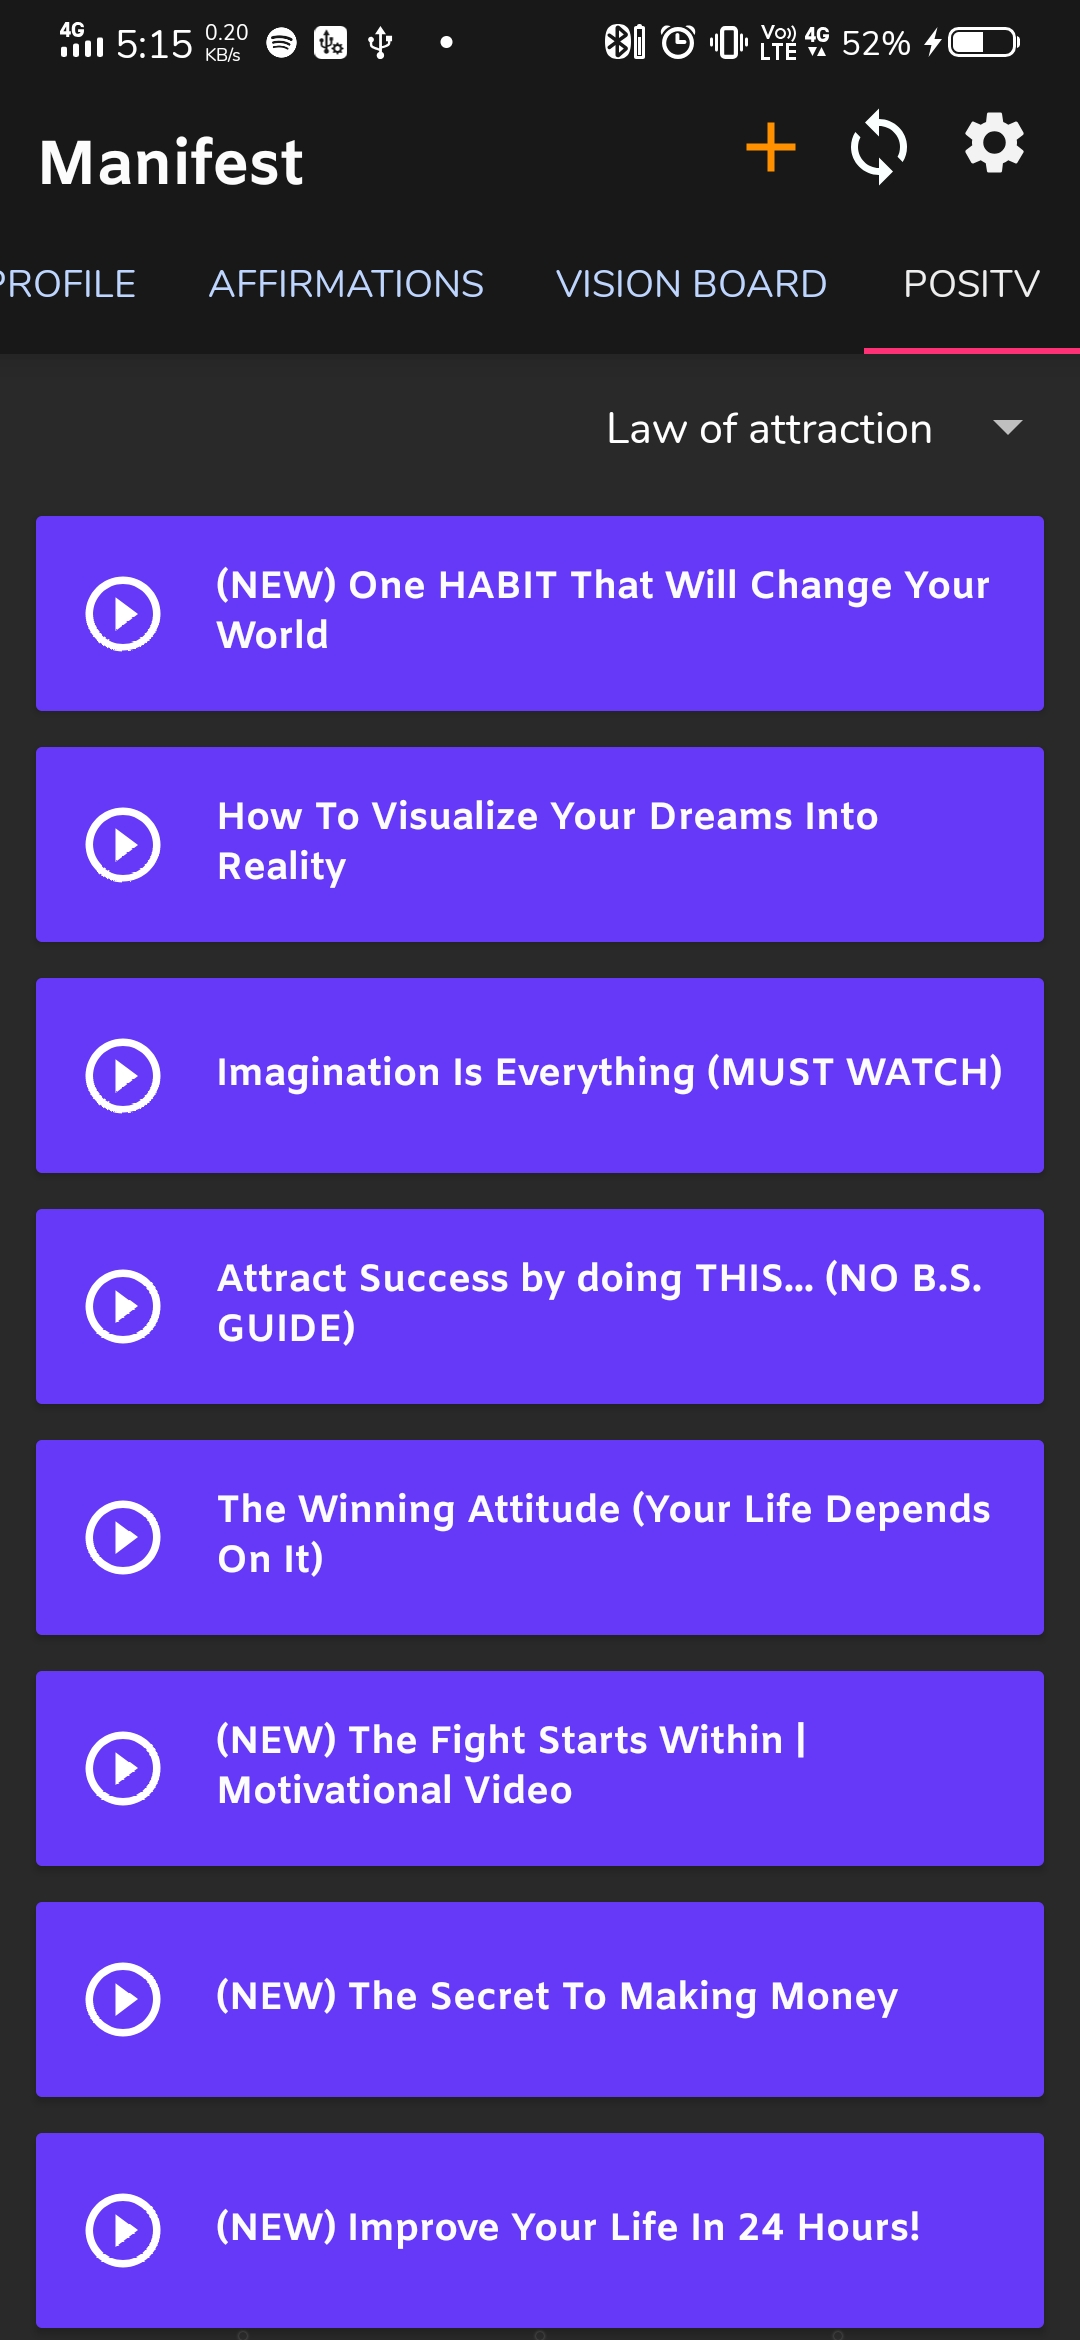 4G 5:15 0.20 KB/s Vo)) LTE 4G 52%
Manifest
PROFILE AFFIRMATIONS VISION BOARD POSITV
Law of attraction
(NEW) One HABIT That Will Change Your
World
How To Visualize Your Dreams Into
Reality
Imagination Is Everything (MUST WATCH)
Attract Success by doing THIS... (NO B.S.
GUIDE)
The Winning Attitude (Your Life Depends
On It)
(NEW) The Fight Starts Within |
Motivational Video
(NEW) The Secret To Making Money
(NEW) Improve Your Life In 24 Hours!